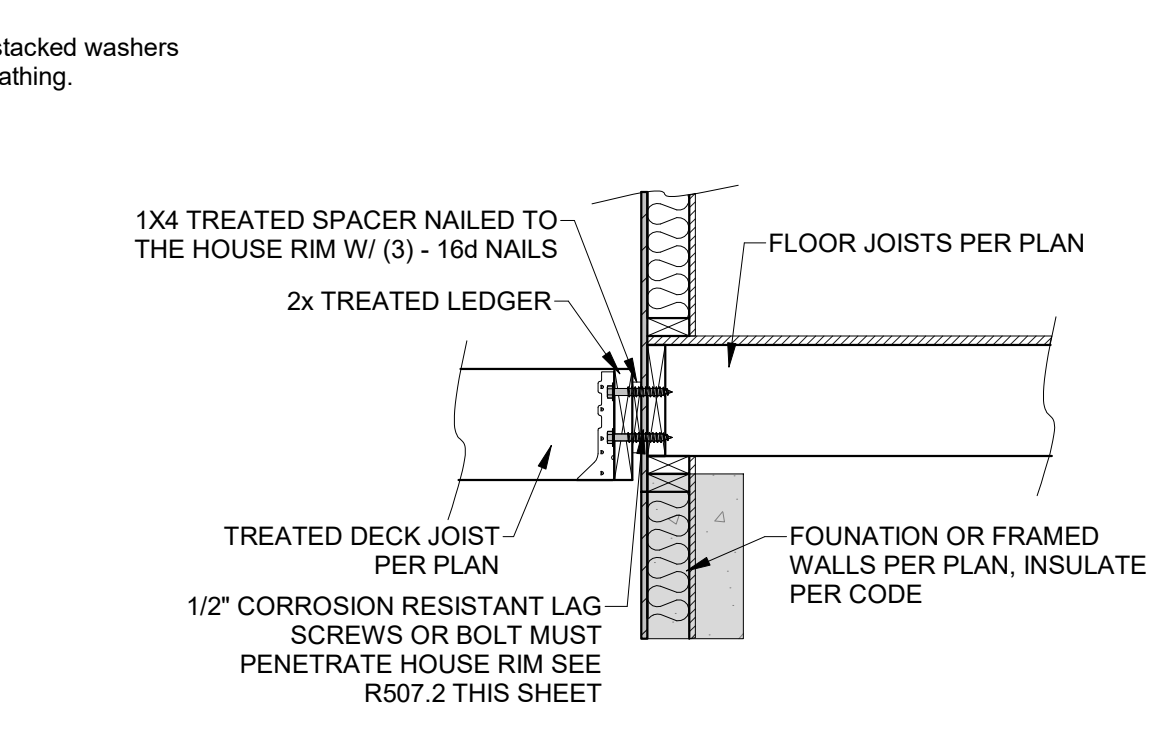 stacked washers
athing.
1X4 TREATED SPACER NAILED TO
THE HOUSE RIM W/ (3) - 16d NAILS
2x TREATED LEDGER
FLOOR JOISTS PER PLAN
TREATED DECK JOIST
PER PLAN
1/2" CORROSION RESISTANT LAG
SCREWS OR BOLT MUST
PENETRATE HOUSE RIM SEE
R507.2 THIS SHEET
FOUNATION OR FRAMED
WALLS PER PLAN, INSULATE
PER CODE